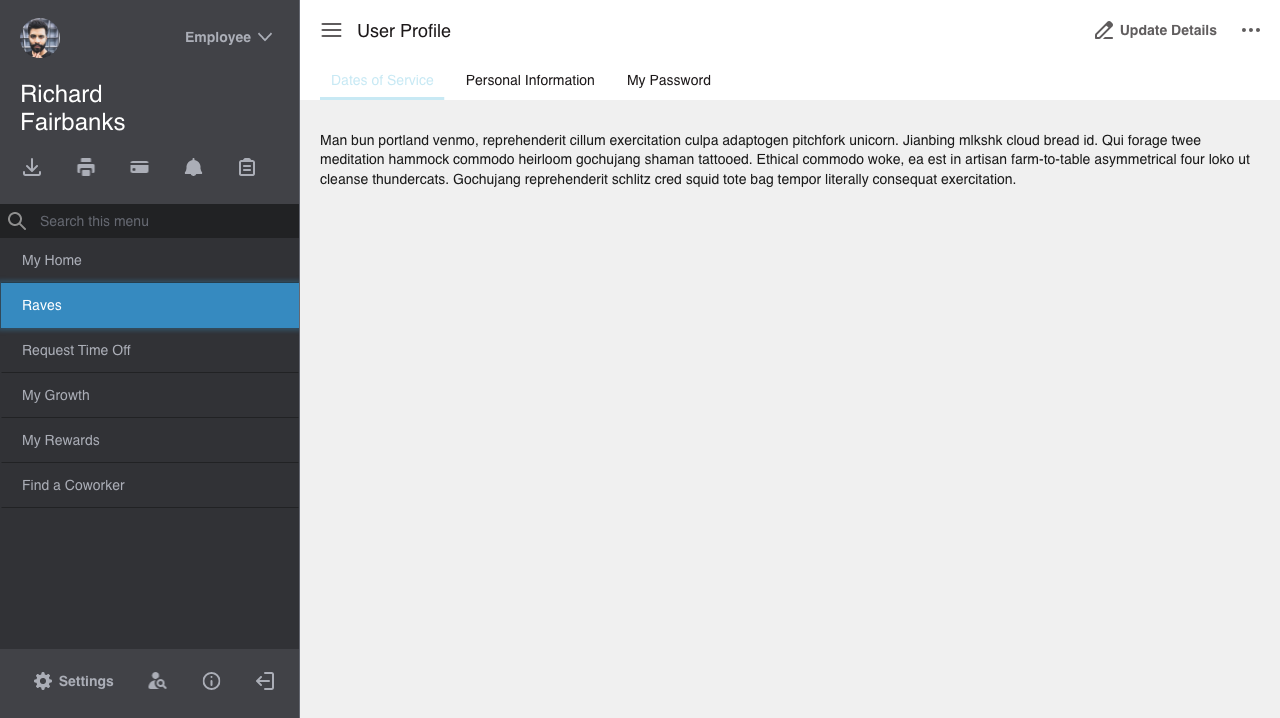 Employee
Richard
Fairbanks
Search this menu
My Home
Raves
Request Time Off
My Growth
My Rewards
Find a Coworker
Settings
User Profile
Update Details
Dates of Service
Personal Information
My Password
Man bun portland venmo, reprehenderit cillum exercitation culpa adaptogen pitchfork unicorn. Jianbing mlkshk cloud bread id. Qui forage twee
meditation hammock commodo heirloom gochujang shaman tattooed. Ethical commodo woke, ea est in artisan farm-to-table asymmetrical four loko ut
cleanse thundercats. Gochujang reprehenderit schlitz cred squid tote bag tempor literally consequat exercitation.